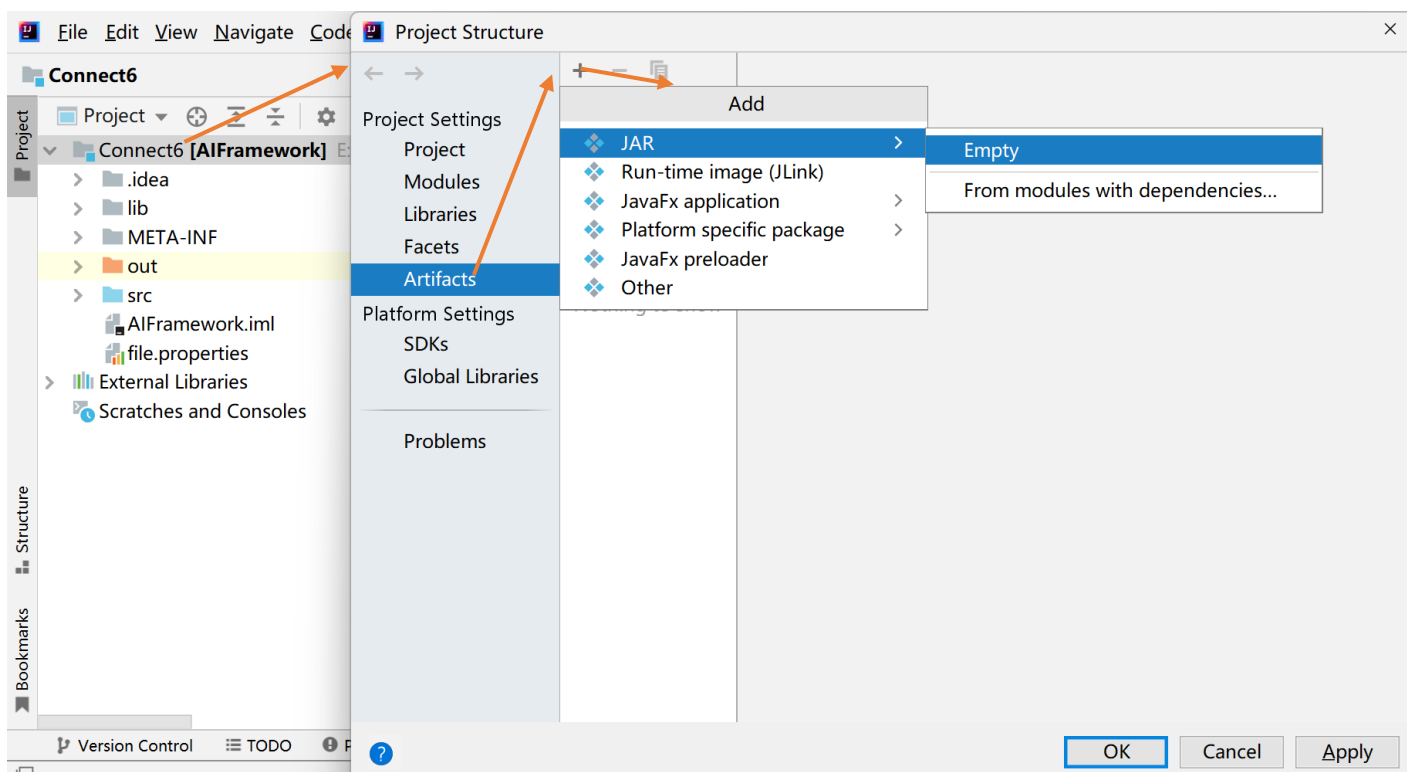 File Edit View Navigate Code
Project Structure
Connect6
Project
Project
Connect6 [AIFramework] E:
.idea
lib
META-INF
out
src
AIFramework.iml
file.properties
External Libraries
Scratches and Consoles
Structure
Bookmarks
Version Control TODO P
Project Settings
Project
Modules
Libraries
Facets
Artifacts
Platform Settings
SDKs
Global Libraries
Problems
Add
JAR
Run-time image (JLink)
JavaFx application
Platform specific package
JavaFx preloader
Other
Empty
From modules with dependencies...
?
OK Cancel Apply